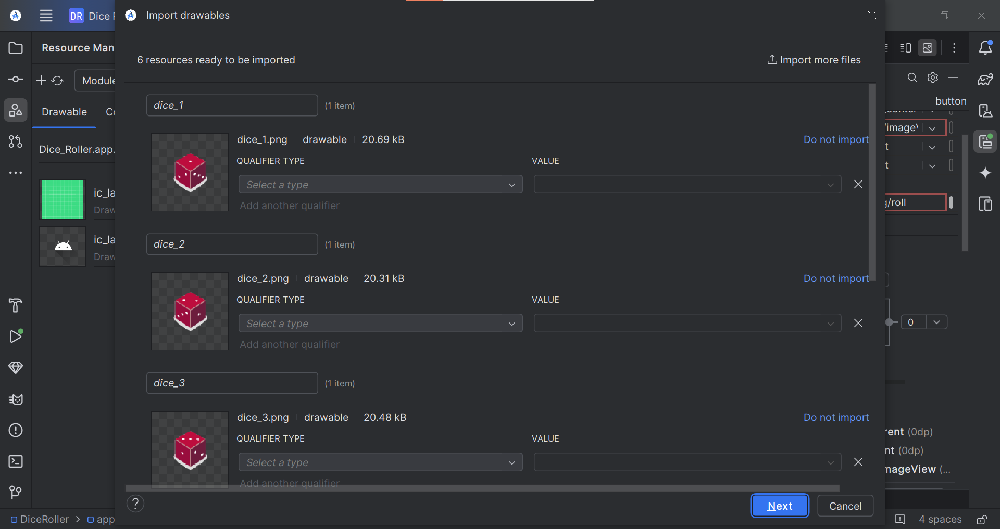 DR Dice
Import drawables
Resource Man
6 resources ready to be imported
Import more files
Module
Drawable
button
dice_1
(1 item)
/image
dice_1.png drawable 20.69 kB
Do not import
Dice_Roller.app.
t
QUALIFIER TYPE
VALUE
t
Select a type
ic_la
Draw
Add another qualifier
g/roll
dice_2
(1 item)
ic_la
Draw
dice_2.png drawable 20.31 kB
Do not import
QUALIFIER TYPE
VALUE
Select a type
0
Add another qualifier
dice_3
(1 item)
dice_3.png drawable 20.48 kB
Do not import
QUALIFIER TYPE
VALUE
rent (0dp)
nt (0dp)
Select a type
mageView (...
Add another qualifier
?
Next
Cancel
DiceRoller > app
4 spaces